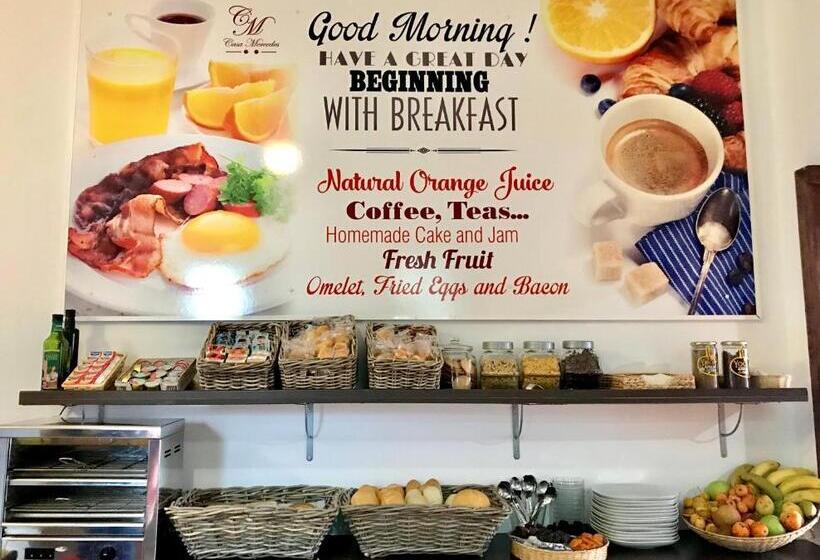 CM
Casa Mercedes
Good Morning !
HAVE A GREAT DAY
BEGINNING
WITH BREAKFAST
Natural Orange Juice
Coffee, Teas...
Homemade Cake and Jam
Fresh Fruit
Omelet, Fried Eggs and Bacon